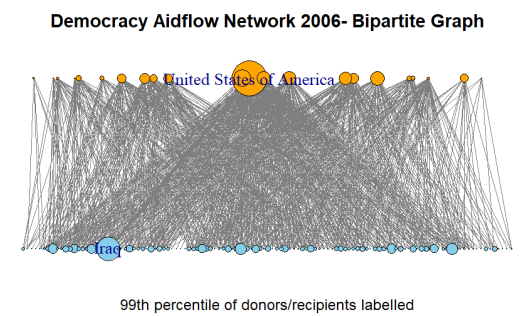 Democracy Aidflow Network 2006- Bipartite Graph
United States of America
Iraq
99th percentile of donors/recipients labelled